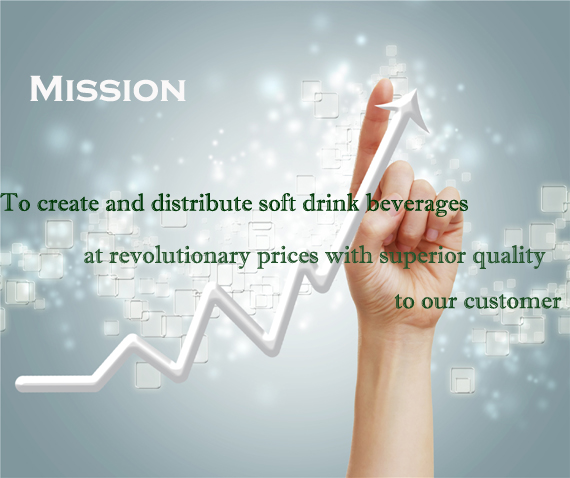 Mission
To create and distribute soft drink beverages
at revolutionary prices with superior quality
to our customer